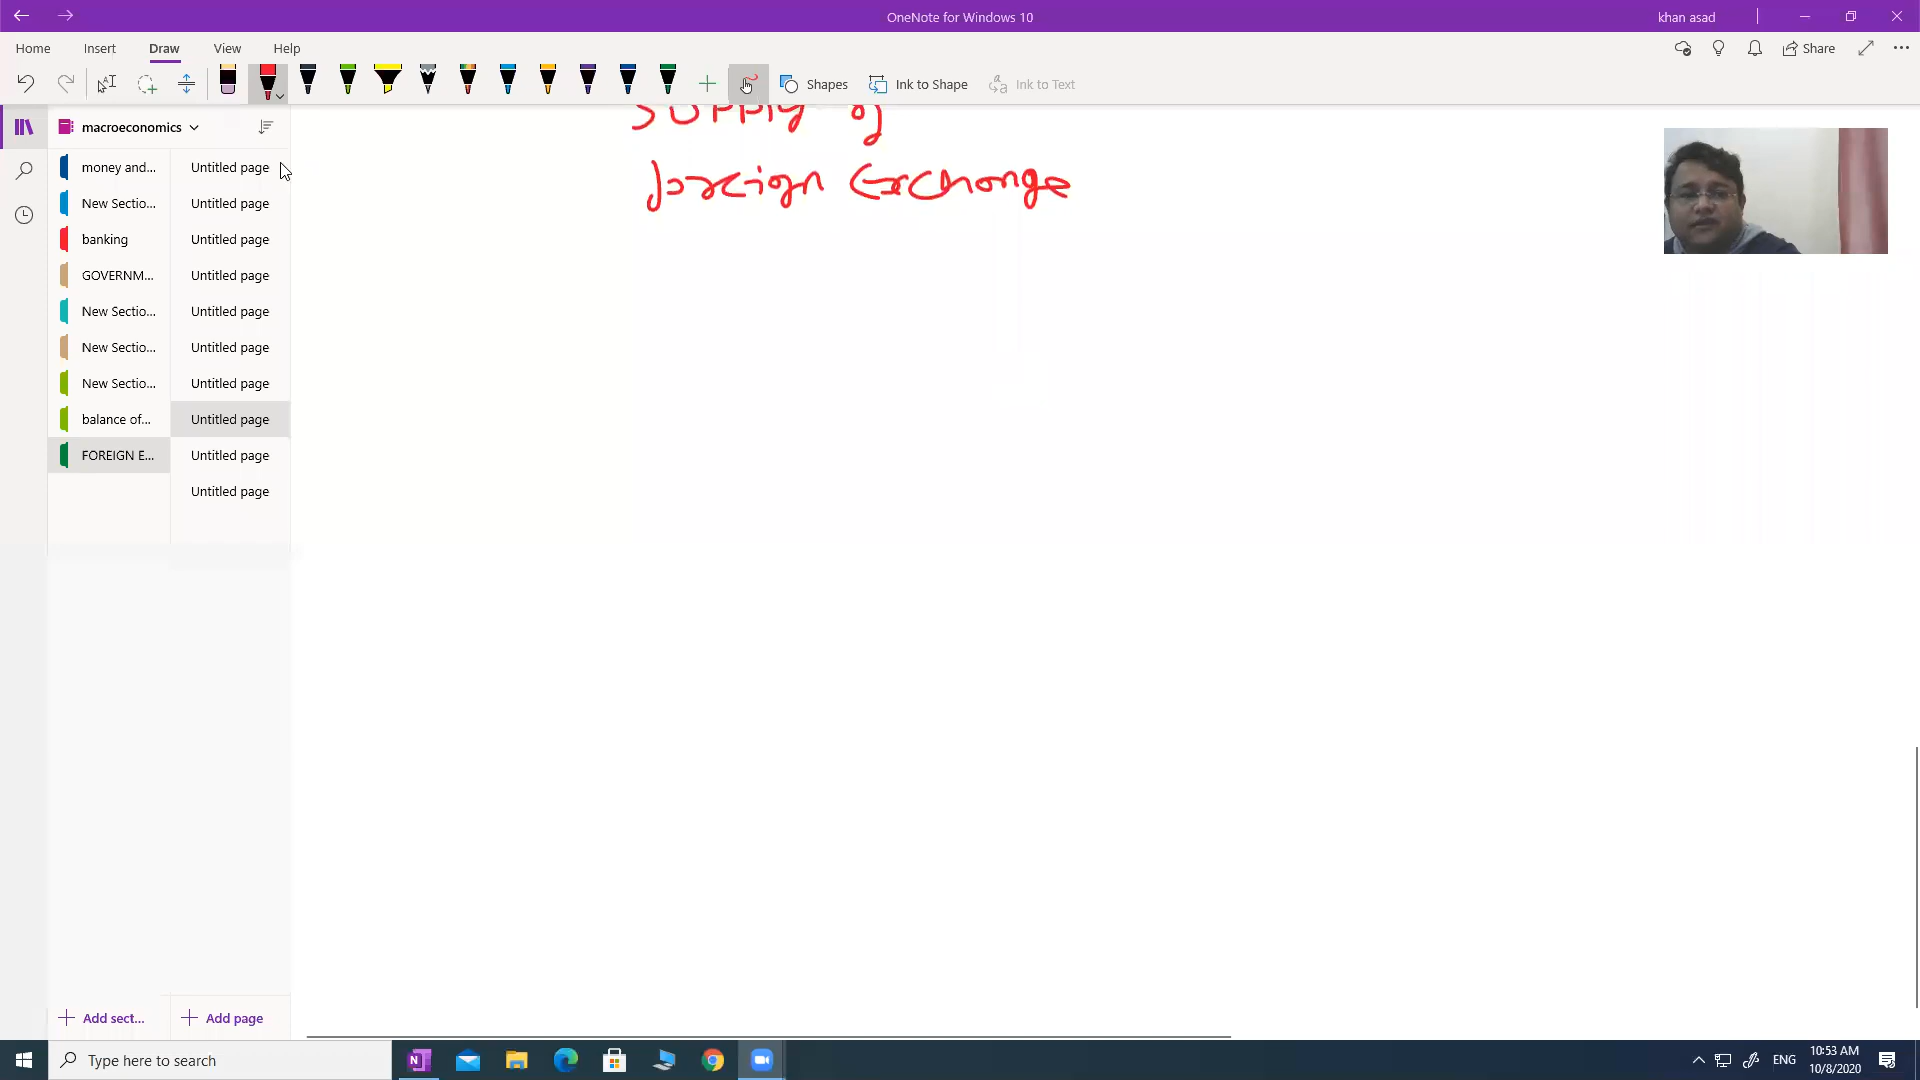 OneNote for Windows 10
khan asad
Home Insert Draw View Help
Share
Shapes
Ink to Shape
Ink to Text
macroeconomics
money and...
New Sectio...
banking
GOVERNM...
New Sectio...
New Sectio...
New Sectio...
balance of...
FOREIGN E...
Untitled page
Untitled page
Untitled page
Untitled page
Untitled page
Untitled page
Untitled page
Untitled page
Untitled page
Untitled page
Supply of
foreign Exchange
Add sect...
Add page
Type here to search
ENG
10:53 AM
10/8/2020